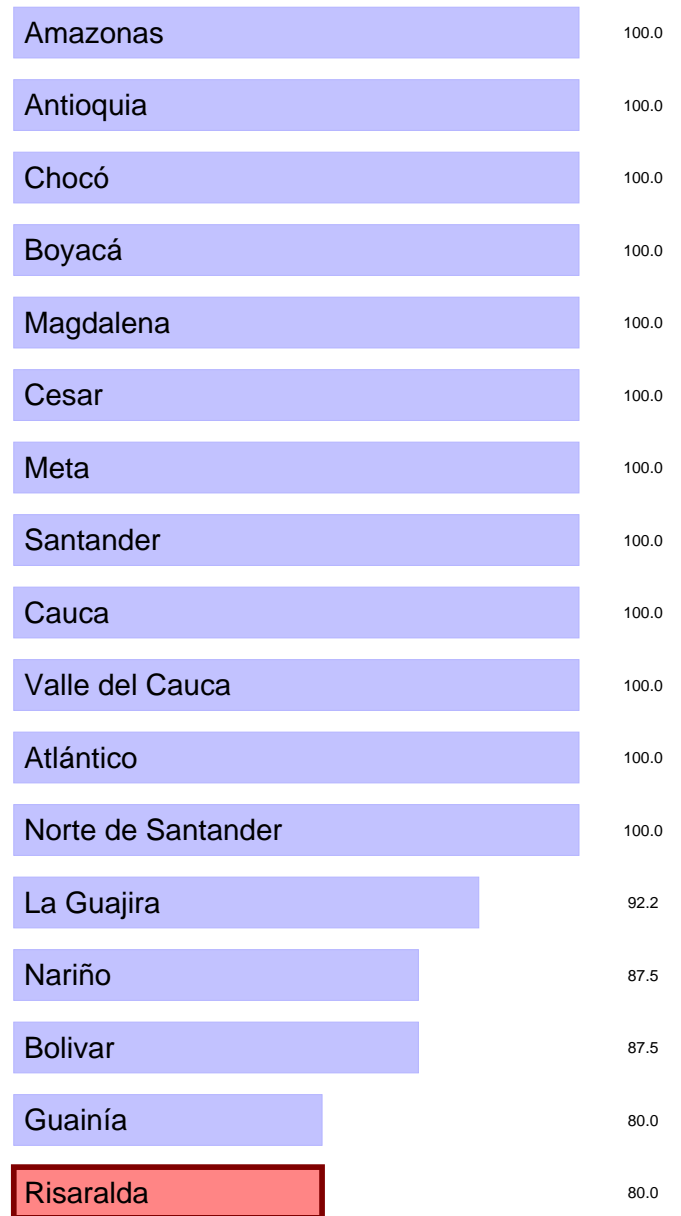 Amazonas 100.0
Antioquia 100.0
Chocó 100.0
Boyacá 100.0
Magdalena 100.0
Cesar 100.0
Meta 100.0
Santander 100.0
Cauca 100.0
Valle del Cauca 100.0
Atlántico 100.0
Norte de Santander 100.0
La Guajira 92.2
Nariño 87.5
Bolivar 87.5
Guainía 80.0
Risaralda 80.0